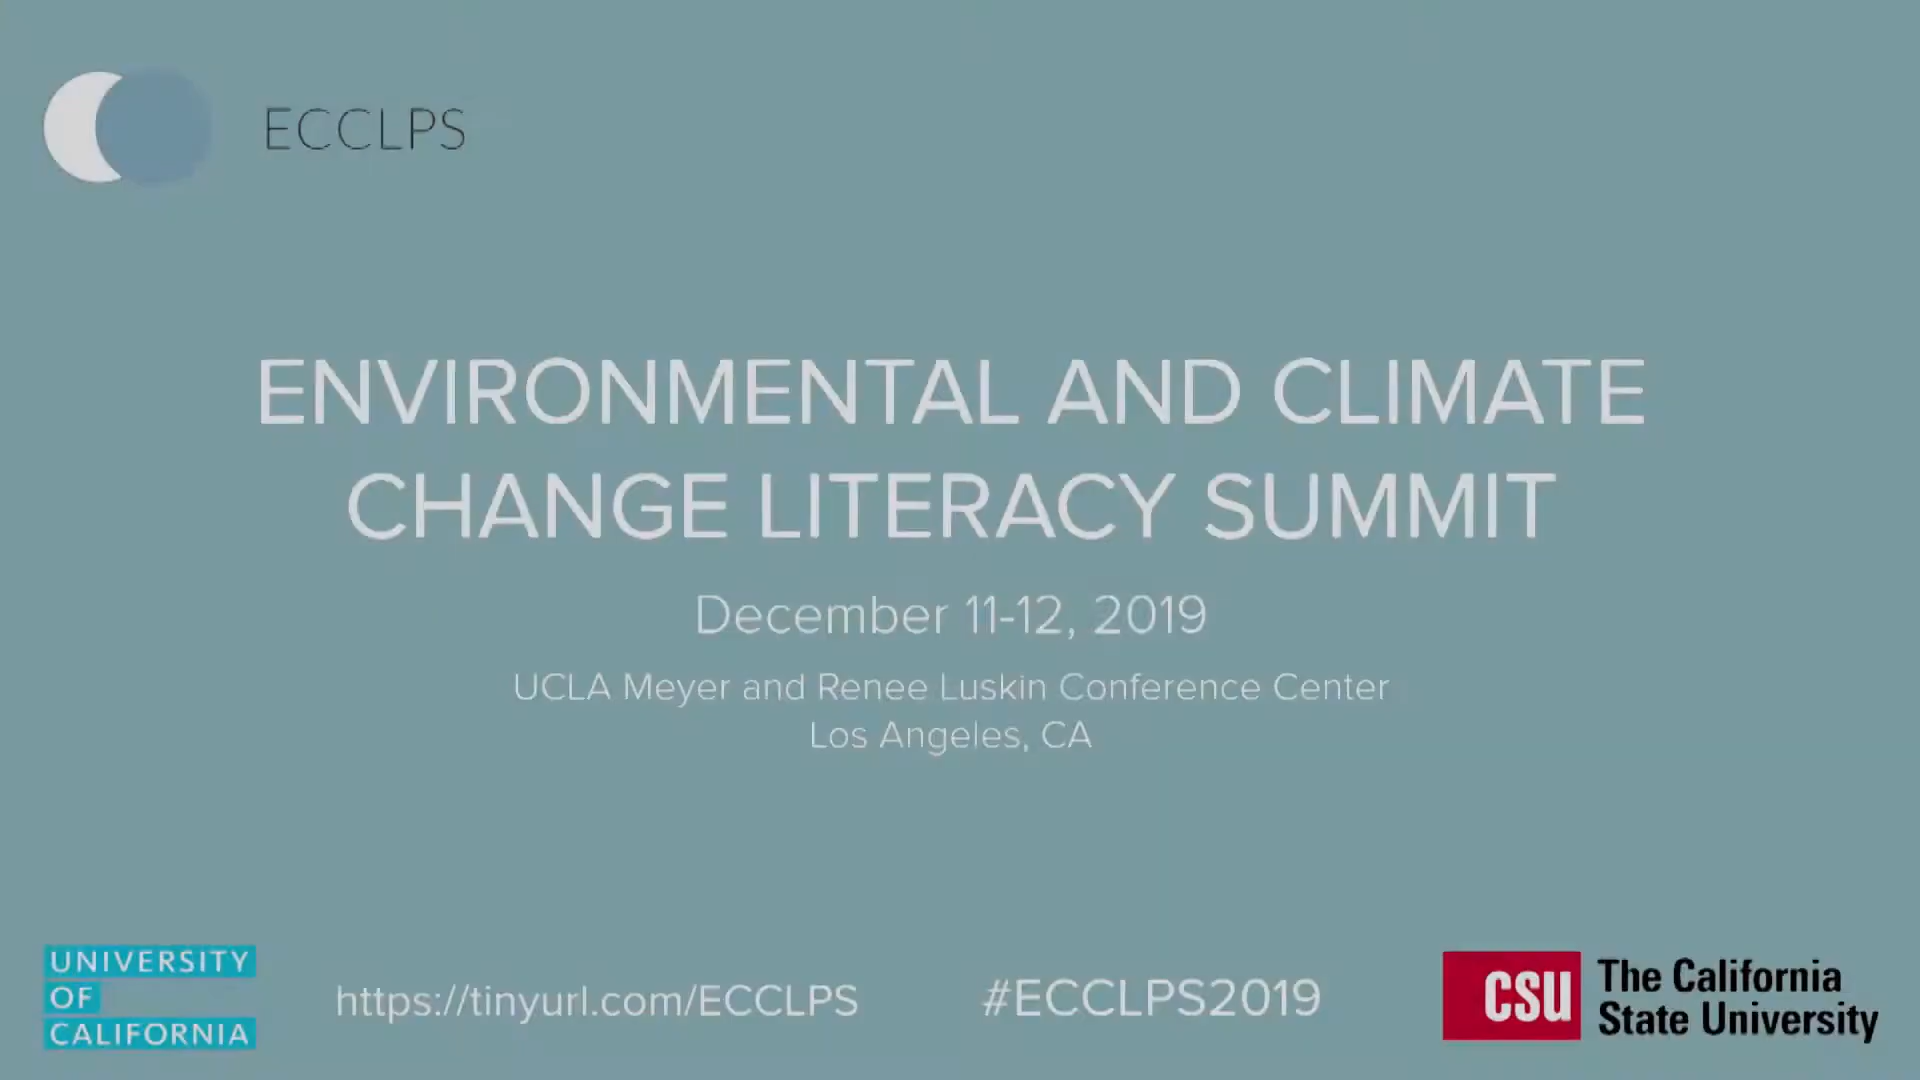 ECCLPS
ENVIRONMENTAL AND CLIMATE
CHANGE LITERACY SUMMIT
December 11-12, 2019
UCLA Meyer and Renee Luskin Conference Center
Los Angeles, CA
UNIVERSITY
OF
CALIFORNIA
https://tinyurl.com/ECCLPS
#ECCLPS2019
CSU
The California
State University